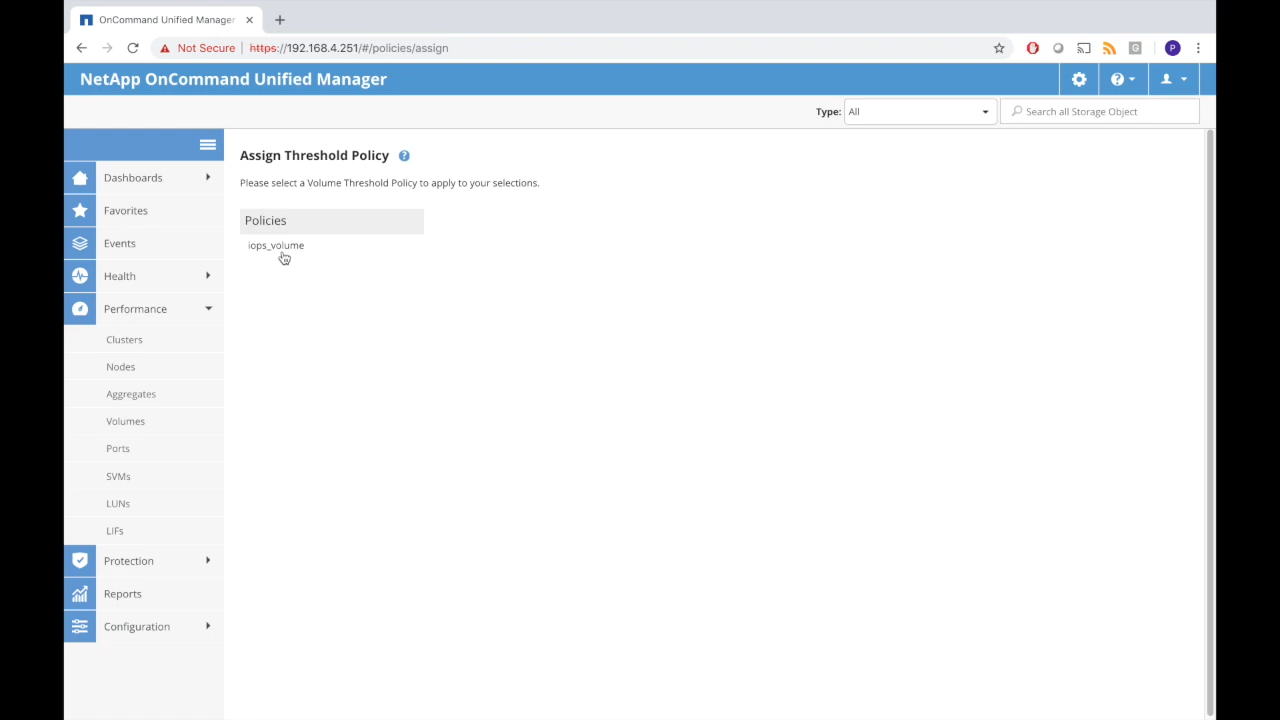 OnCommand Unified Manager
Not Secure https://192.168.4.251/#/policies/assign
NetApp OnCommand Unified Manager
Type: All Search all Storage Object
Dashboards
Favorites
Events
Health
Performance
Clusters
Nodes
Aggregates
Volumes
Ports
SVMs
LUNs
LIFs
Protection
Reports
Configuration
Assign Threshold Policy
Please select a Volume Threshold Policy to apply to your selections.
Policies
iops_volume